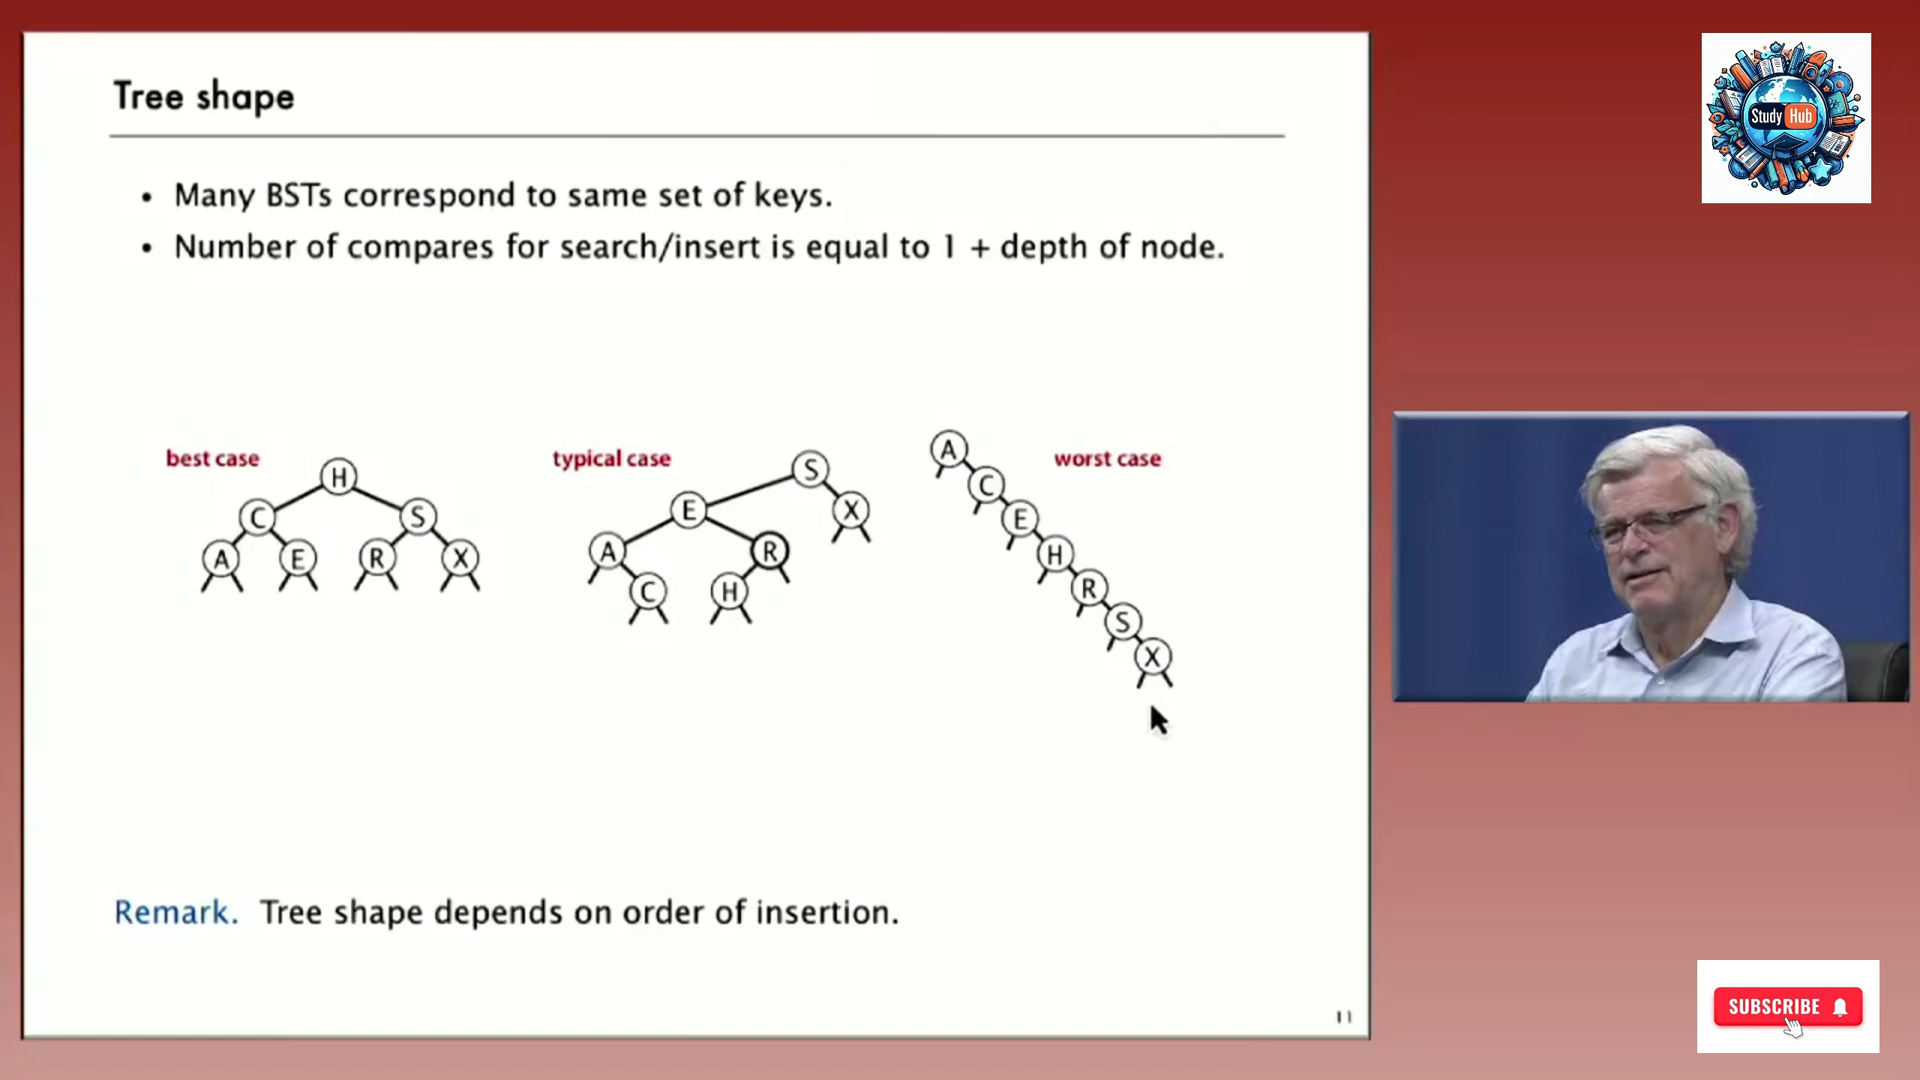 Tree shape
• Many BSTs correspond to same set of keys.
• Number of compares for search/insert is equal to 1 + depth of node.
best case
H
C S
A E R X
typical case
S
E X
A R
C H
worst case
A
C
E
H
R
S
X
Remark. Tree shape depends on order of insertion.
11
Study Hub
SUBSCRIBE